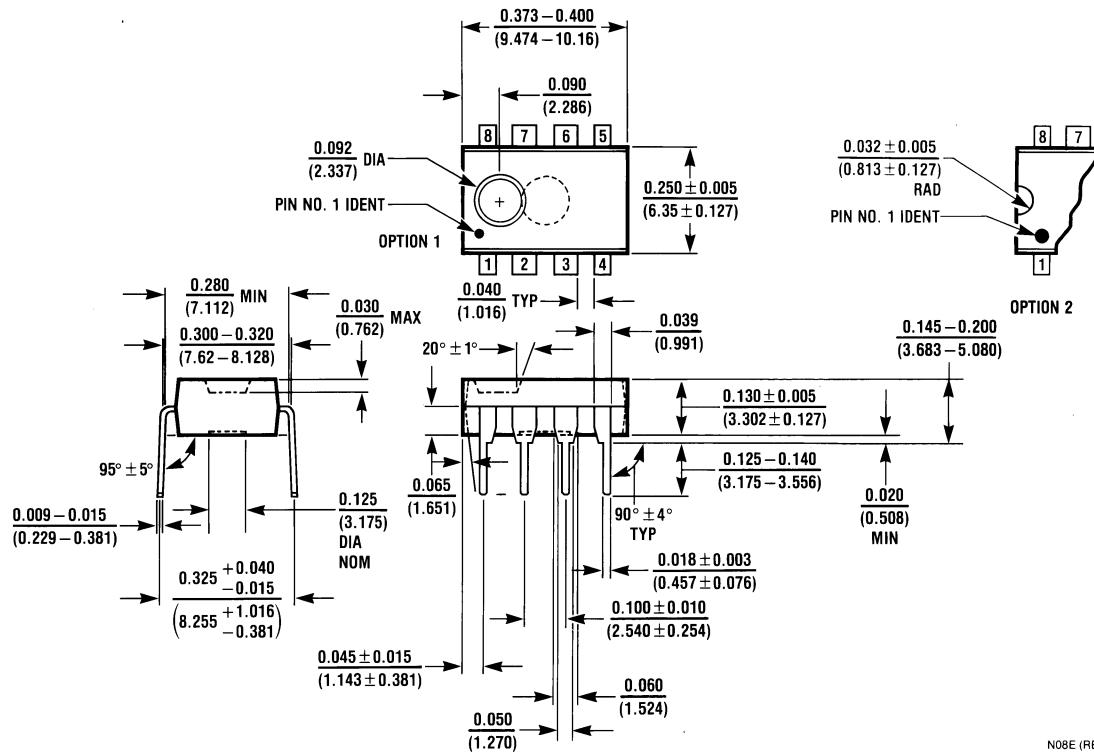 0.373 – 0.400
(9.474 – 10.16)
0.090
(2.286)
8 7 6 5
0.092 DIA
(2.337)
PIN NO. 1 IDENT
OPTION 1
0.250 ± 0.005
(6.35 ± 0.127)
1 2 3 4
0.032 ± 0.005
(0.813 ± 0.127)
RAD
PIN NO. 1 IDENT
8 7
1
OPTION 2
0.280 MIN
(7.112)
0.300 – 0.320
(7.62 – 8.128)
0.030 MAX
(0.762)
0.040 TYP
(1.016)
20° ± 1°
0.039
(0.991)
0.145 – 0.200
(3.683 – 5.080)
0.130 ± 0.005
(3.302 ± 0.127)
0.125 – 0.140
(3.175 – 3.556)
0.020
(0.508)
MIN
95° ± 5°
0.065
(1.651)
90° ± 4°
TYP
0.009 – 0.015
(0.229 – 0.381)
0.125
(3.175)
DIA
NOM
0.325 +0.040
−0.015
(8.255 +1.016
−0.381)
0.018 ± 0.003
(0.457 ± 0.076)
0.100 ± 0.010
(2.540 ± 0.254)
0.045 ± 0.015
(1.143 ± 0.381)
0.060
(1.524)
0.050
(1.270)
N08E (RE